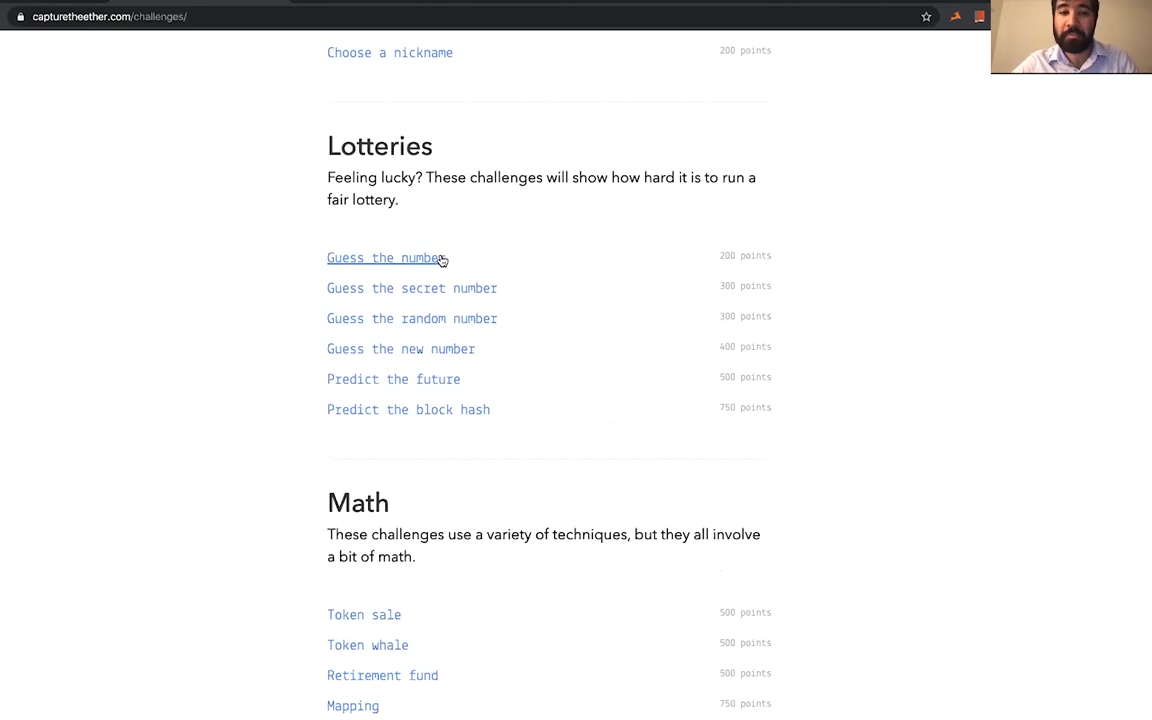 capturetheether.com/challenges/
Choose a nickname 200 points
Lotteries
Feeling lucky? These challenges will show how hard it is to run a
fair lottery.
Guess the number 200 points
Guess the secret number 300 points
Guess the random number 300 points
Guess the new number 400 points
Predict the future 500 points
Predict the block hash 750 points
Math
These challenges use a variety of techniques, but they all involve
a bit of math.
Token sale 500 points
Token whale 500 points
Retirement fund 500 points
Mapping 750 points